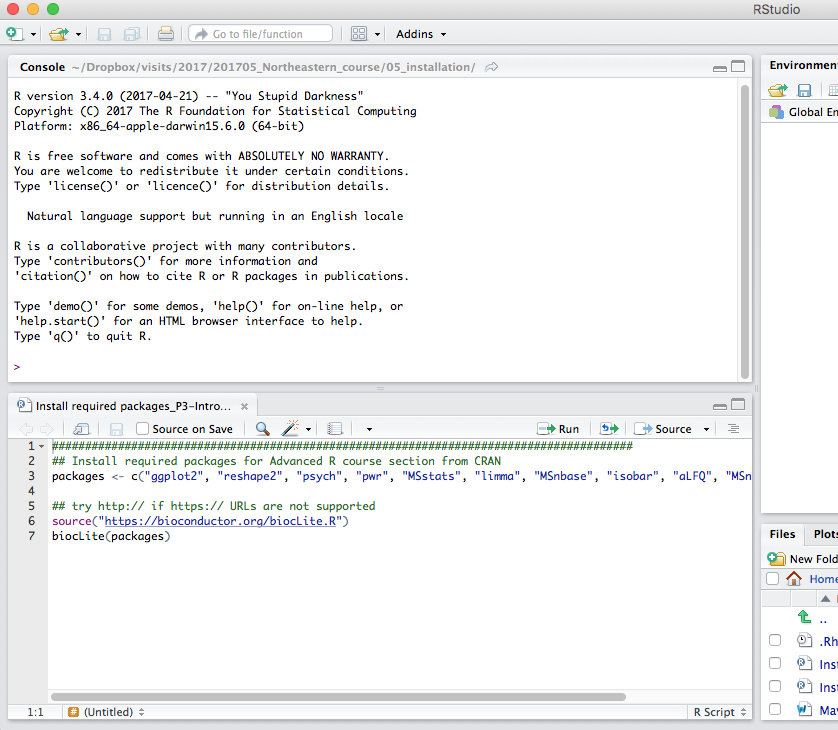 RStudio
Go to file/function
Addins
Console ~/Dropbox/visits/2017/201705_Northeastern_course/05_installation/
R version 3.4.0 (2017-04-21) -- "You Stupid Darkness"
Copyright (C) 2017 The R Foundation for Statistical Computing
Platform: x86_64-apple-darwin15.6.0 (64-bit)
R is free software and comes with ABSOLUTELY NO WARRANTY.
You are welcome to redistribute it under certain conditions.
Type 'license()' or 'licence()' for distribution details.
Natural language support but running in an English locale
R is a collaborative project with many contributors.
Type 'contributors()' for more information and
'citation()' on how to cite R or R packages in publications.
Type 'demo()' for some demos, 'help()' for on-line help, or
'help.start()' for an HTML browser interface to help.
Type 'q()' to quit R.
>
Install required packages_P3-Intro...
Source on Save
Run
Source
1 ########################################################################################
2 ## Install required packages for Advanced R course section from CRAN
3 packages <- c("ggplot2", "reshape2", "psych", "pwr", "MSstats", "limma", "MSnbase", "isobar", "aLFQ", "MSn
4
5 ## try http:// if https:// URLs are not supported
6 source("https://bioconductor.org/biocLite.R")
7 biocLite(packages)
1:1 # (Untitled)
R Script
Environmen
Global En
Files Plots
New Fold
Home
..
.Rh
Inst
Inst
May